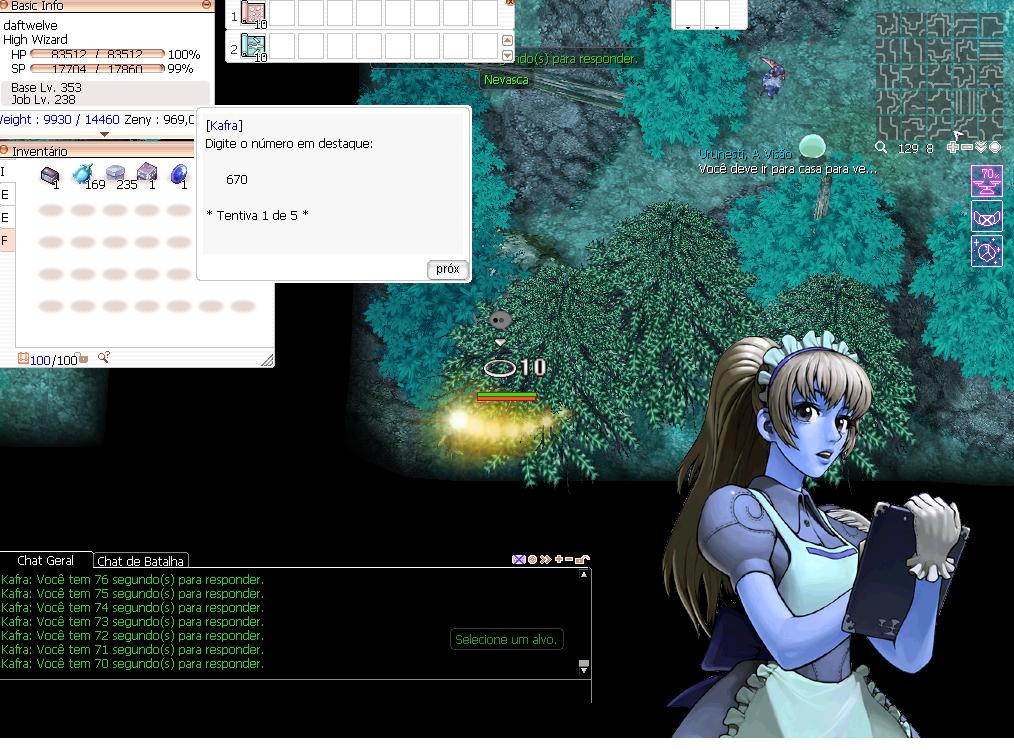 Basic Info
daftwelve
High Wizard
HP 83512 / 83512 100%
SP 17704 / 17860 99%
Base Lv. 353
Job Lv. 238
Weight : 9930 / 14460 Zeny : 969,0
1
10
2
10
ndo(s) para responder.
Nevasca
[Kafra]
Digite o número em destaque:
670
* Tentiva 1 de 5 *
próx
Inventário
1 169 235 1 1
E
E
F
100/100
129 8
Urunesti, A Visão
Você deve ir para casa para ve...
70%
10
Chat Geral
Chat de Batalha
Kafra: Você tem 76 segundo(s) para responder.
Kafra: Você tem 75 segundo(s) para responder.
Kafra: Você tem 74 segundo(s) para responder.
Kafra: Você tem 73 segundo(s) para responder.
Kafra: Você tem 72 segundo(s) para responder.
Kafra: Você tem 71 segundo(s) para responder.
Kafra: Você tem 70 segundo(s) para responder.
Selecione um alvo.